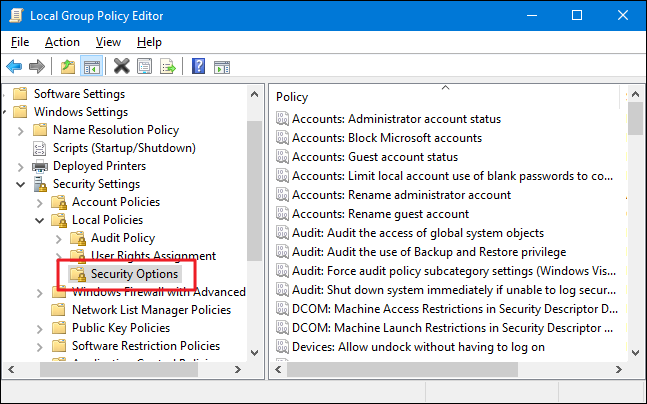 Local Group Policy Editor
File Action View Help
Software Settings
Windows Settings
Name Resolution Policy
Scripts (Startup/Shutdown)
Deployed Printers
Security Settings
Account Policies
Local Policies
Audit Policy
User Rights Assignment
Security Options
Windows Firewall with Advanced
Network List Manager Policies
Public Key Policies
Software Restriction Policies
Application Control Policies
Policy
Accounts: Administrator account status
Accounts: Block Microsoft accounts
Accounts: Guest account status
Accounts: Limit local account use of blank passwords to co...
Accounts: Rename administrator account
Accounts: Rename guest account
Audit: Audit the access of global system objects
Audit: Audit the use of Backup and Restore privilege
Audit: Force audit policy subcategory settings (Windows Vis...
Audit: Shut down system immediately if unable to log secur...
DCOM: Machine Access Restrictions in Security Descriptor D...
DCOM: Machine Launch Restrictions in Security Descriptor ...
Devices: Allow undock without having to log on